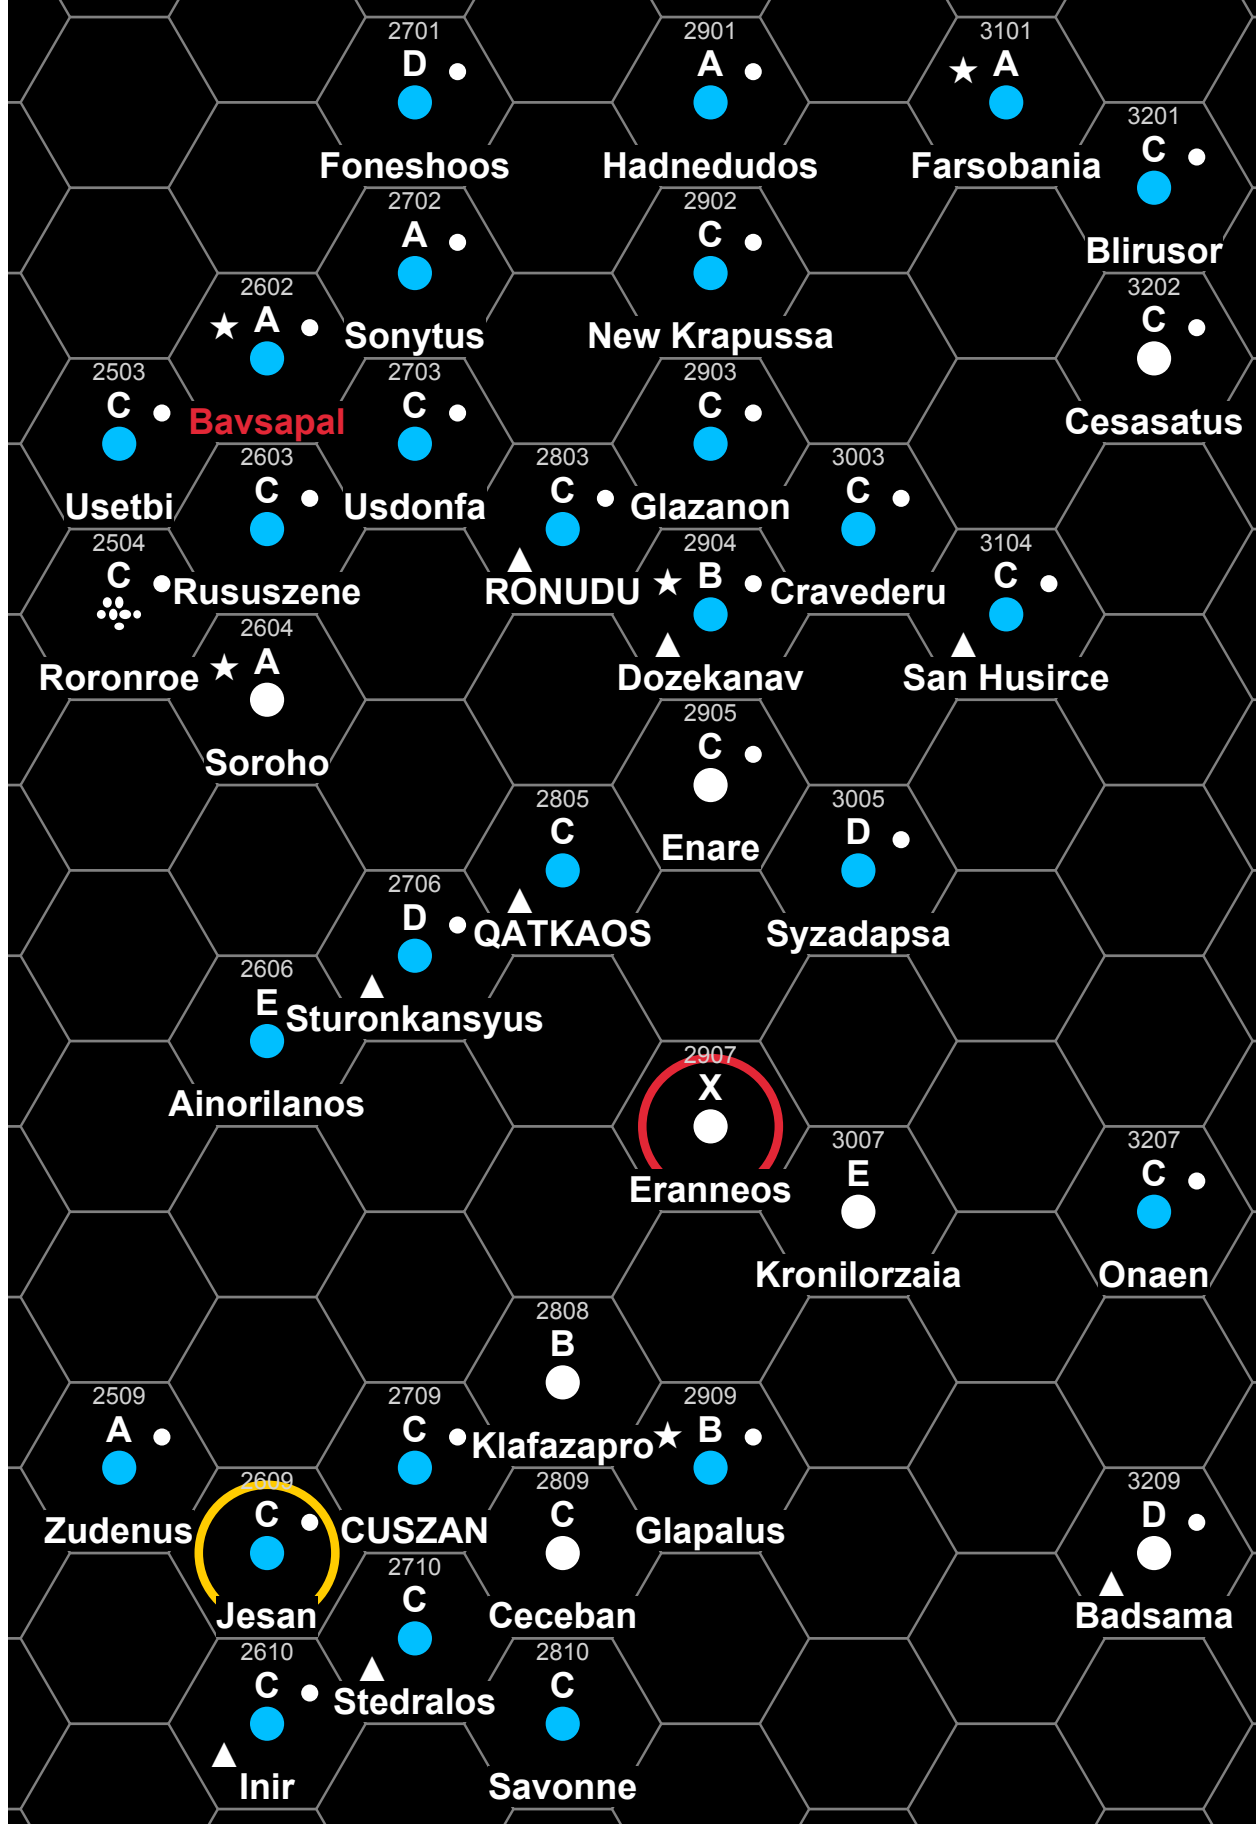 2701
D
Foneshoos
2901
A
Hadnedudos
3101
A
Farsobania
3201
C
Blirusor
2702
A
Sonytus
2902
C
New Krapussa
2602
A
Bavsapal
3202
C
Cesasatus
2503
C
Usetbi
2703
C
Usdonfa
2903
C
Glazanon
2603
C
Rususzene
2803
C
RONUDU
3003
C
Cravederu
2504
C
Roronroe
2904
B
Dozekanav
3104
C
San Husirce
2604
A
Soroho
2905
C
Enare
2805
C
QATKAOS
3005
D
Syzadapsa
2706
D
Sturonkansyus
2606
E
Ainorilanos
2907
X
Eranneos
3007
E
Kronilorzaia
3207
C
Onaen
2808
B
Klafazapro
2509
A
Zudenus
2709
C
CUSZAN
2909
B
Glapalus
2609
C
Jesan
2809
C
Ceceban
3209
D
Badsama
2710
C
Stedralos
2610
C
Inir
2810
C
Savonne